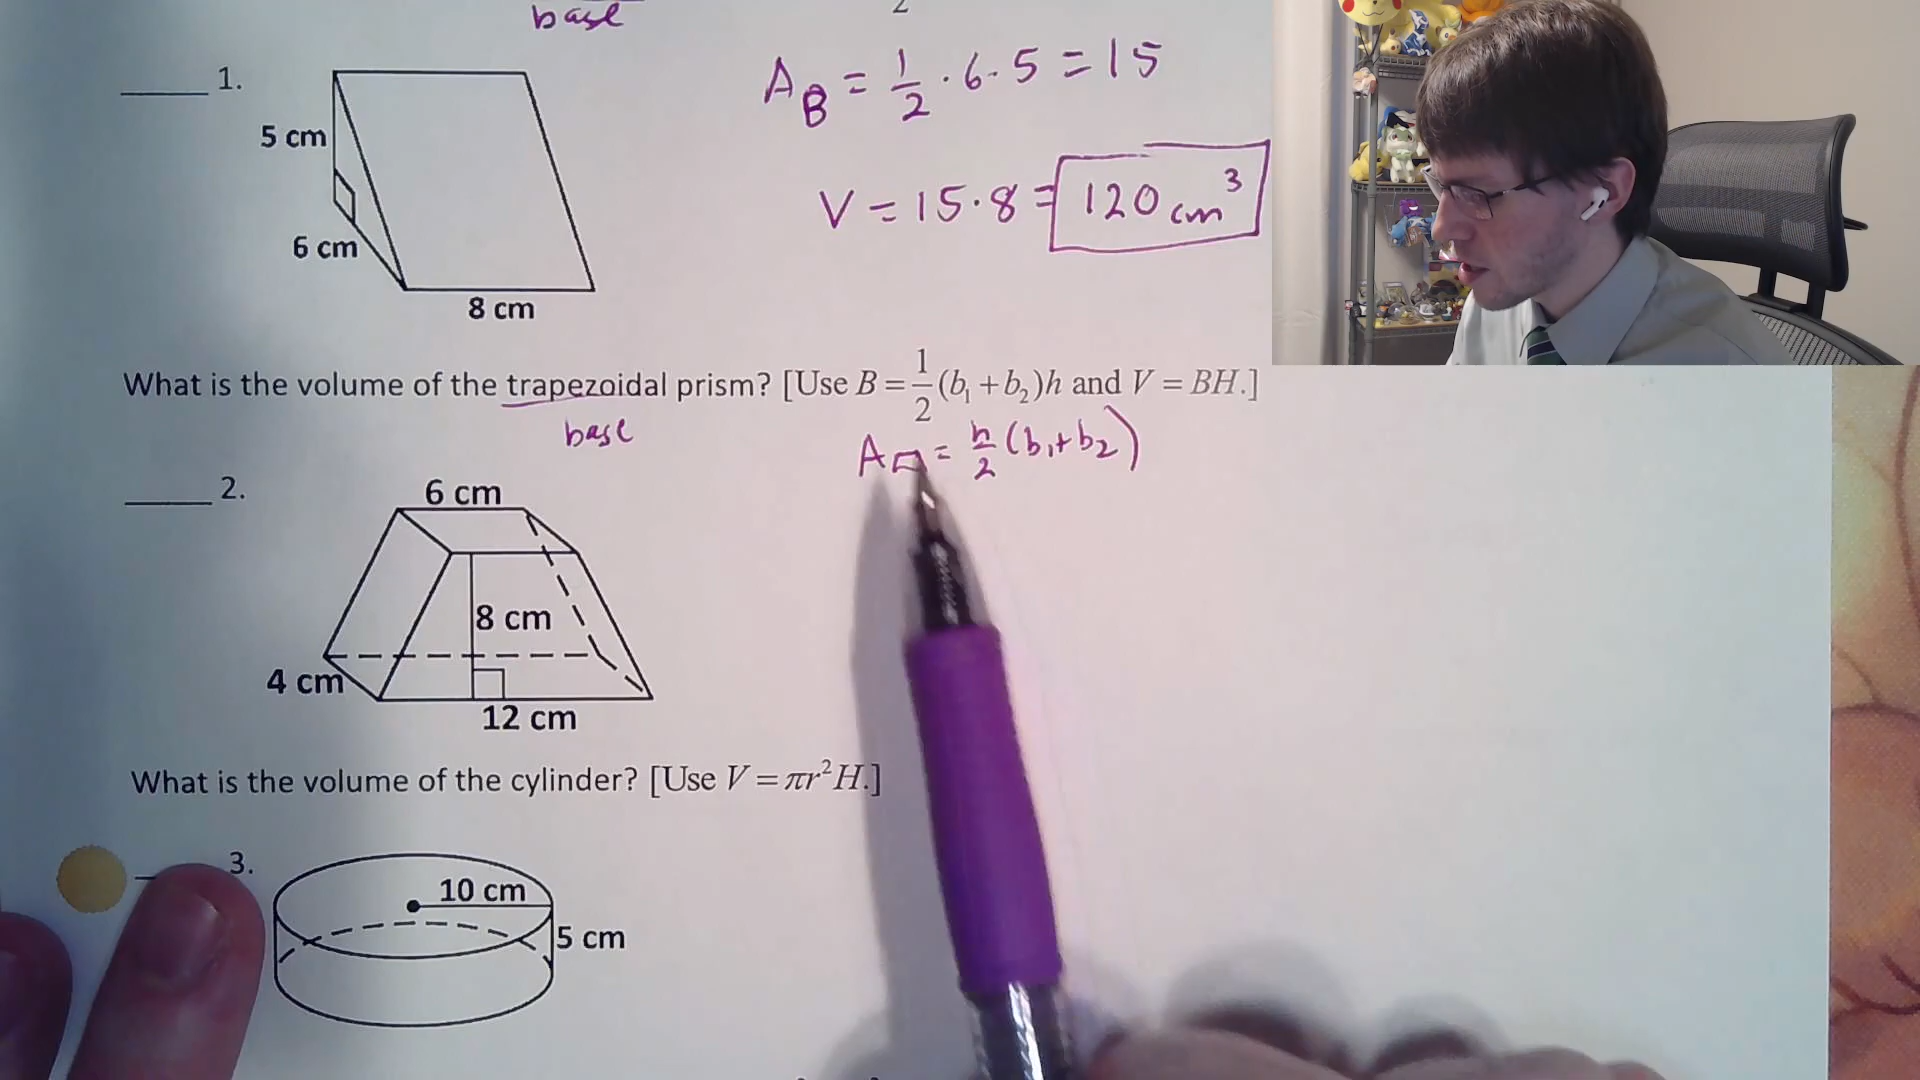 base
2
A_B = 1/2 · 6 · 5 = 15
____ 1.
5 cm
V = 15 · 8 = 120 cm³
6 cm
8 cm
What is the volume of the trapezoidal prism? [Use B = 1/2 (b₁ + b₂)h and V = BH.]
base
A▱ = h/2 (b₁ + b₂)
____ 2.
6 cm
8 cm
4 cm
12 cm
What is the volume of the cylinder? [Use V = πr²H.]
3.
10 cm
5 cm